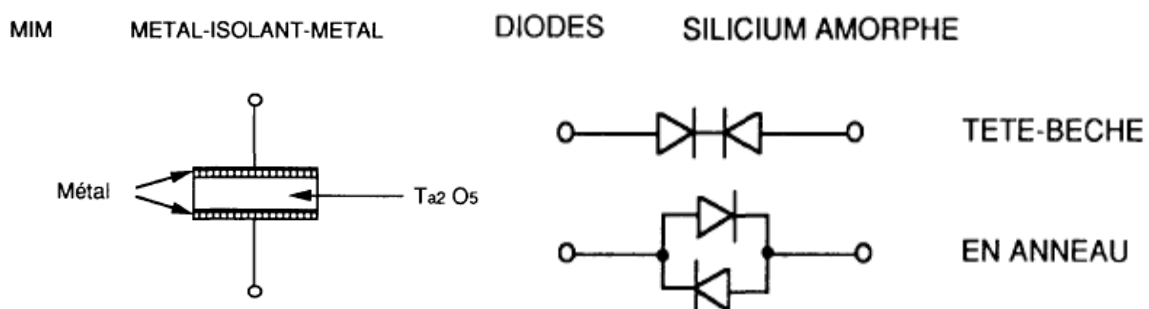 MIM METAL-ISOLANT-METAL DIODES SILICIUM AMORPHE
TETE-BECHE
Métal
Ta2 O5
EN ANNEAU